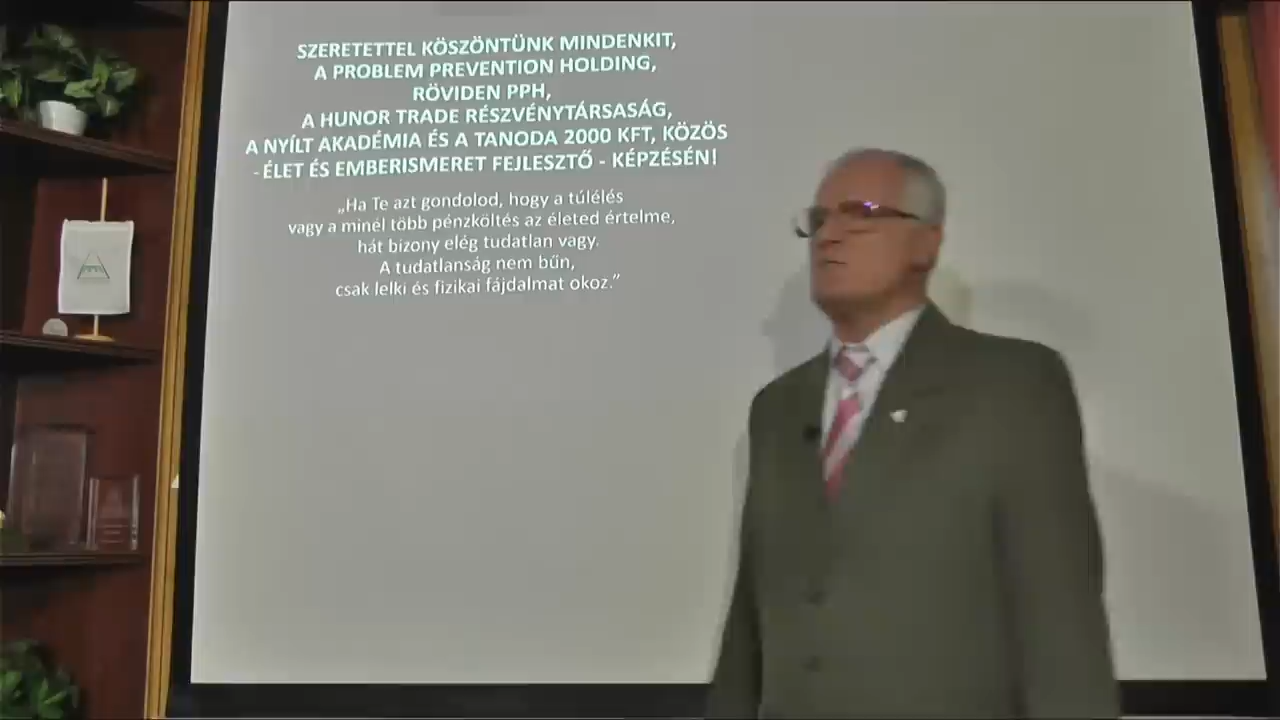 SZERETETTEL KÖSZÖNTÜNK MINDENKIT,
A PROBLEM PREVENTION HOLDING,
RÖVIDEN PPH,
A HUNOR TRADE RÉSZVÉNYTÁRSASÁG,
A NYÍLT AKADÉMIA ÉS A TANODA 2000 KFT, KÖZÖS
- ÉLET ÉS EMBERISMERET FEJLESZTŐ - KÉPZÉSÉN!
„Ha Te azt gondolod, hogy a túlélés
vagy a minél több pénzköltés az életed értelme,
hát bizony elég tudatlan vagy.
A tudatlanság nem bűn,
csak lelki és fizikai fájdalmat okoz.”